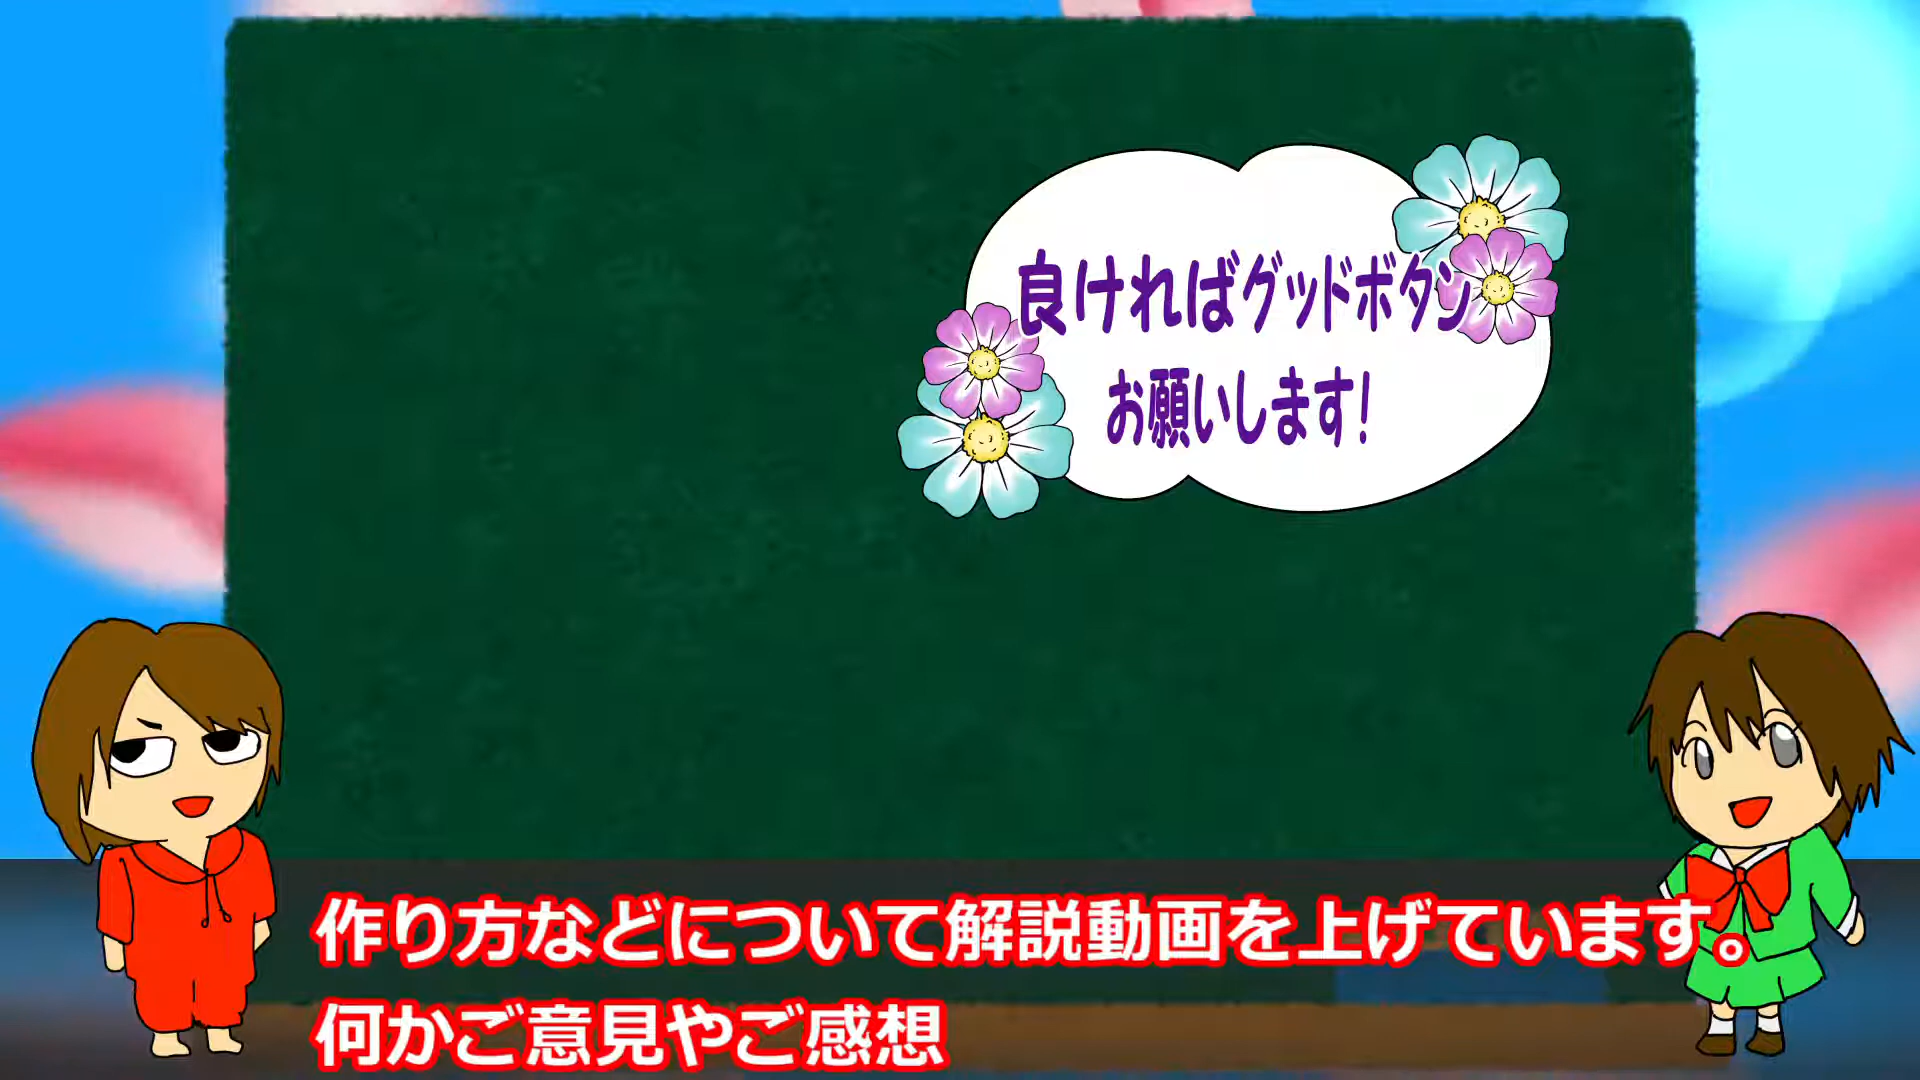 良ければグッドボタン
お願いします!
作り方などについて解説動画を上げています。
何かご意見やご感想